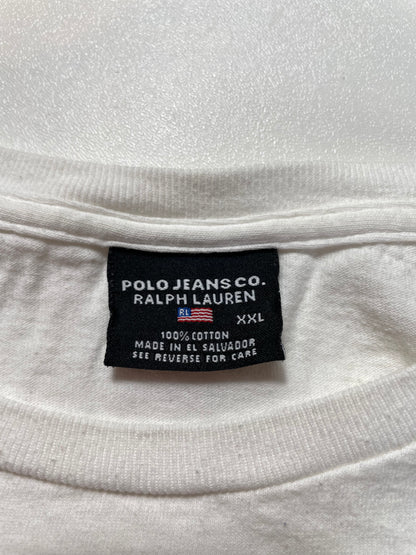 POLO JEANS CO.
RALPH LAUREN
RL
XXL
100% COTTON
MADE IN EL SALVADOR
SEE REVERSE FOR CARE